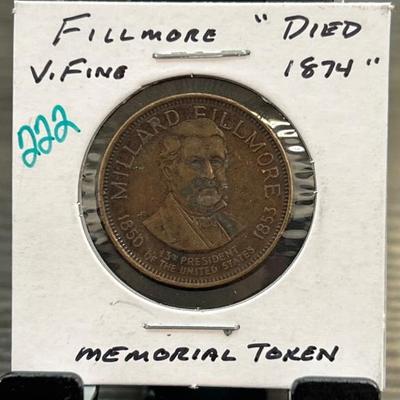 FILLMORE "DIED
V. FINE 1874"
222
MILLARD FILLMORE
1850 1853
13TH PRESIDENT
OF THE UNITED STATES
MEMORIAL TOKEN